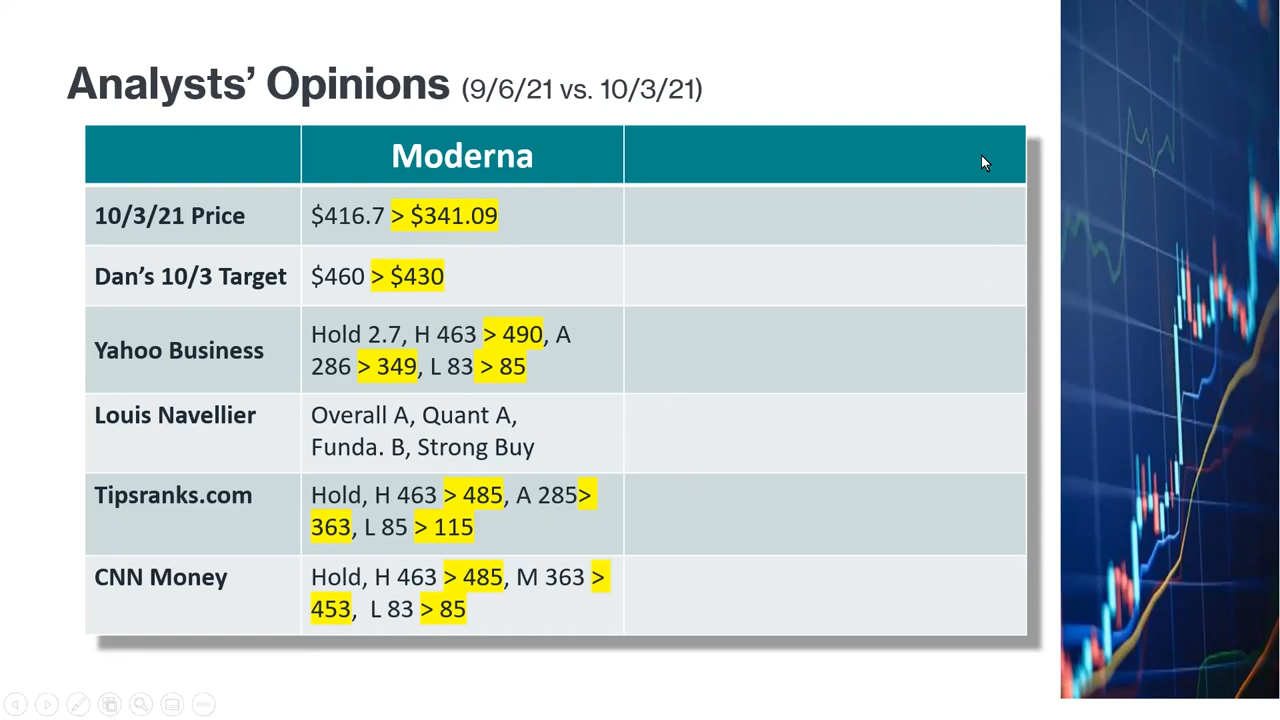 Analysts' Opinions (9/6/21 vs. 10/3/21)
Moderna
10/3/21 Price
$416.7 > $341.09
Dan's 10/3 Target
$460 > $430
Yahoo Business
Hold 2.7, H 463 > 490, A
286 > 349, L 83 > 85
Louis Navellier
Overall A, Quant A,
Funda. B, Strong Buy
Tipsranks.com
Hold, H 463 > 485, A 285>
363, L 85 > 115
CNN Money
Hold, H 463 > 485, M 363 >
453, L 83 > 85